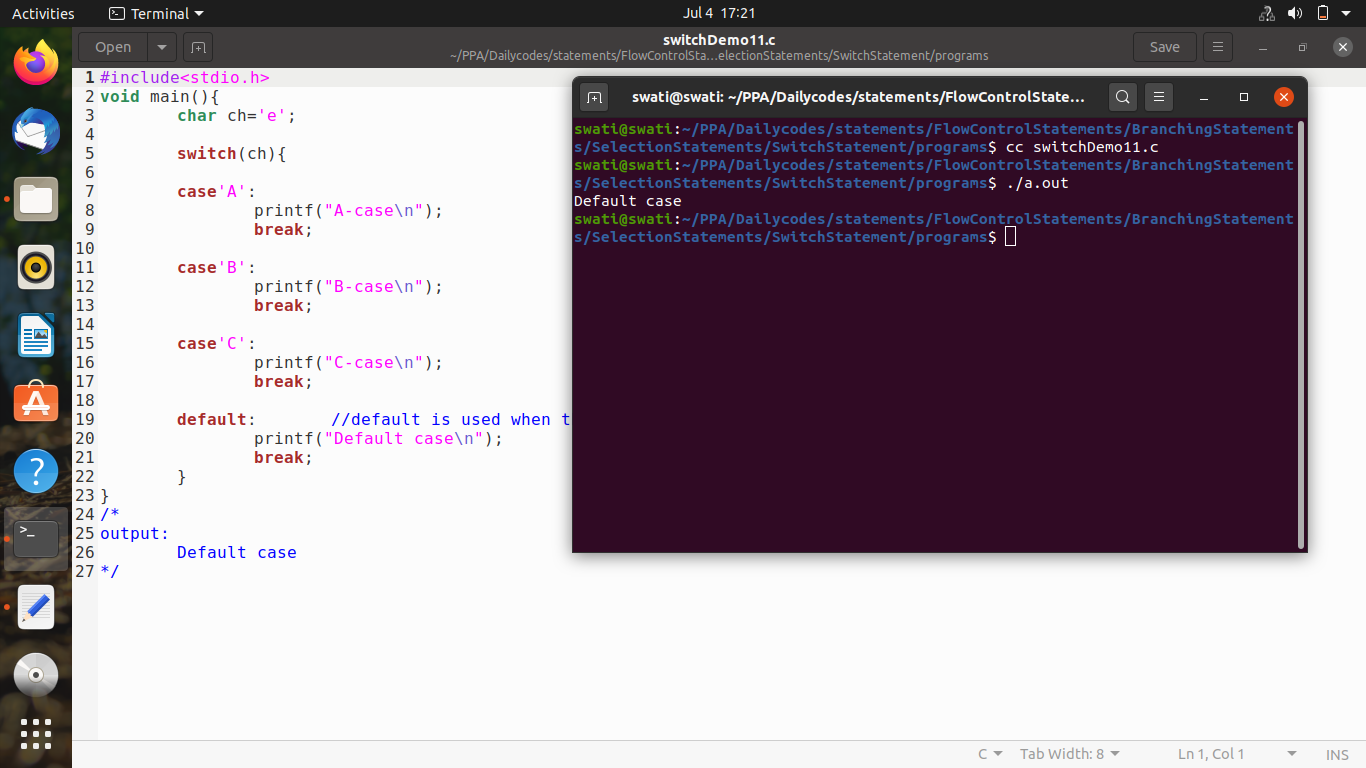 Activities Terminal Jul 4 17:21
Open switchDemo11.c Save
~/PPA/Dailycodes/statements/FlowControlSta…electionStatements/SwitchStatement/programs
1 #include<stdio.h>
2 void main(){
3 char ch='e';
4
5 switch(ch){
6
7 case'A':
8 printf("A-case\n");
9 break;
10
11 case'B':
12 printf("B-case\n");
13 break;
14
15 case'C':
16 printf("C-case\n");
17 break;
18
19 default: //default is used when t
20 printf("Default case\n");
21 break;
22 }
23 }
24 /*
25 output:
26 Default case
27 */
swati@swati: ~/PPA/Dailycodes/statements/FlowControlState...
swati@swati:~/PPA/Dailycodes/statements/FlowControlStatements/BranchingStatement
s/SelectionStatements/SwitchStatement/programs$ cc switchDemo11.c
swati@swati:~/PPA/Dailycodes/statements/FlowControlStatements/BranchingStatement
s/SelectionStatements/SwitchStatement/programs$ ./a.out
Default case
swati@swati:~/PPA/Dailycodes/statements/FlowControlStatements/BranchingStatement
s/SelectionStatements/SwitchStatement/programs$
C Tab Width: 8 Ln 1, Col 1 INS